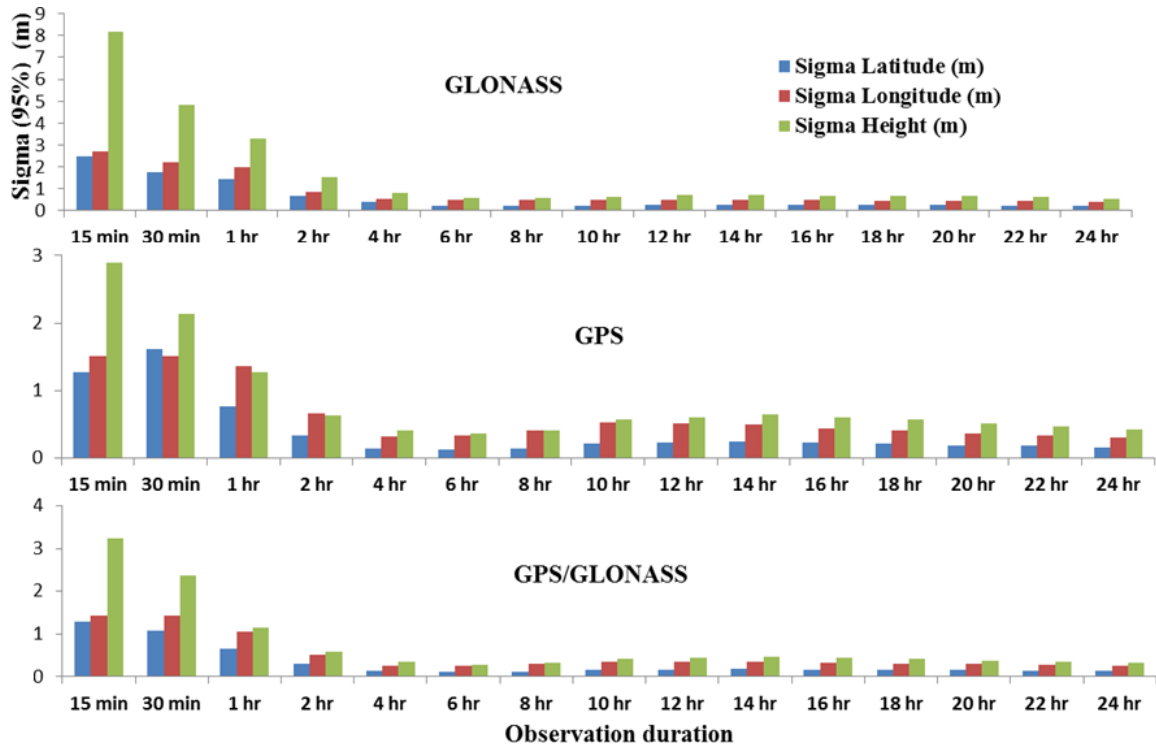 Sigma (95%) (m)
9
8
7
6
5
4
3
2
1
0
GLONASS
Sigma Latitude (m)
Sigma Longitude (m)
Sigma Height (m)
15 min 30 min 1 hr 2 hr 4 hr 6 hr 8 hr 10 hr 12 hr 14 hr 16 hr 18 hr 20 hr 22 hr 24 hr
3
2
1
0
GPS
15 min 30 min 1 hr 2 hr 4 hr 6 hr 8 hr 10 hr 12 hr 14 hr 16 hr 18 hr 20 hr 22 hr 24 hr
4
3
2
1
0
GPS/GLONASS
15 min 30 min 1 hr 2 hr 4 hr 6 hr 8 hr 10 hr 12 hr 14 hr 16 hr 18 hr 20 hr 22 hr 24 hr
Observation duration